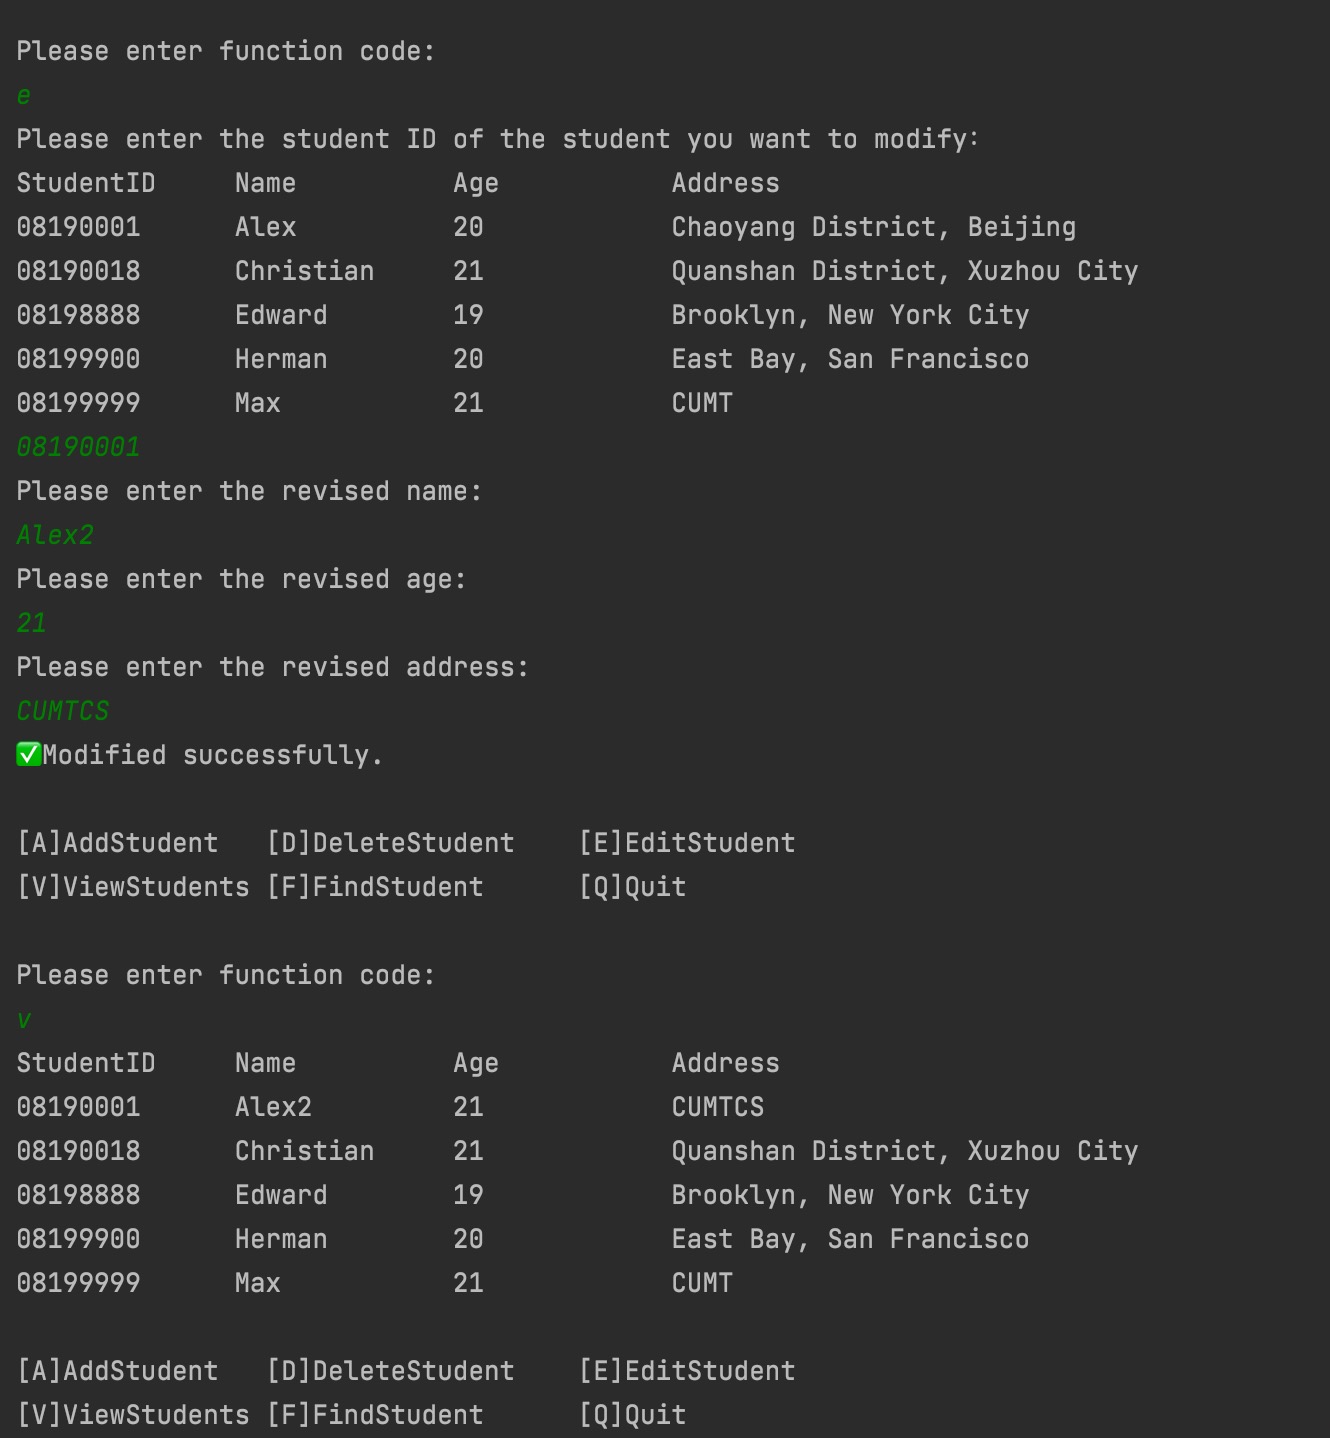 Please enter function code:
e
Please enter the student ID of the student you want to modify:
StudentID     Name          Age           Address
08190001      Alex          20            Chaoyang District, Beijing
08190018      Christian     21            Quanshan District, Xuzhou City
08198888      Edward        19            Brooklyn, New York City
08199900      Herman        20            East Bay, San Francisco
08199999      Max           21            CUMT
08190001
Please enter the revised name:
Alex2
Please enter the revised age:
21
Please enter the revised address:
CUMTCS
✅Modified successfully.
[A]AddStudent   [D]DeleteStudent    [E]EditStudent
[V]ViewStudents [F]FindStudent      [Q]Quit
Please enter function code:
v
StudentID     Name          Age           Address
08190001      Alex2         21            CUMTCS
08190018      Christian     21            Quanshan District, Xuzhou City
08198888      Edward        19            Brooklyn, New York City
08199900      Herman        20            East Bay, San Francisco
08199999      Max           21            CUMT
[A]AddStudent   [D]DeleteStudent    [E]EditStudent
[V]ViewStudents [F]FindStudent      [Q]Quit